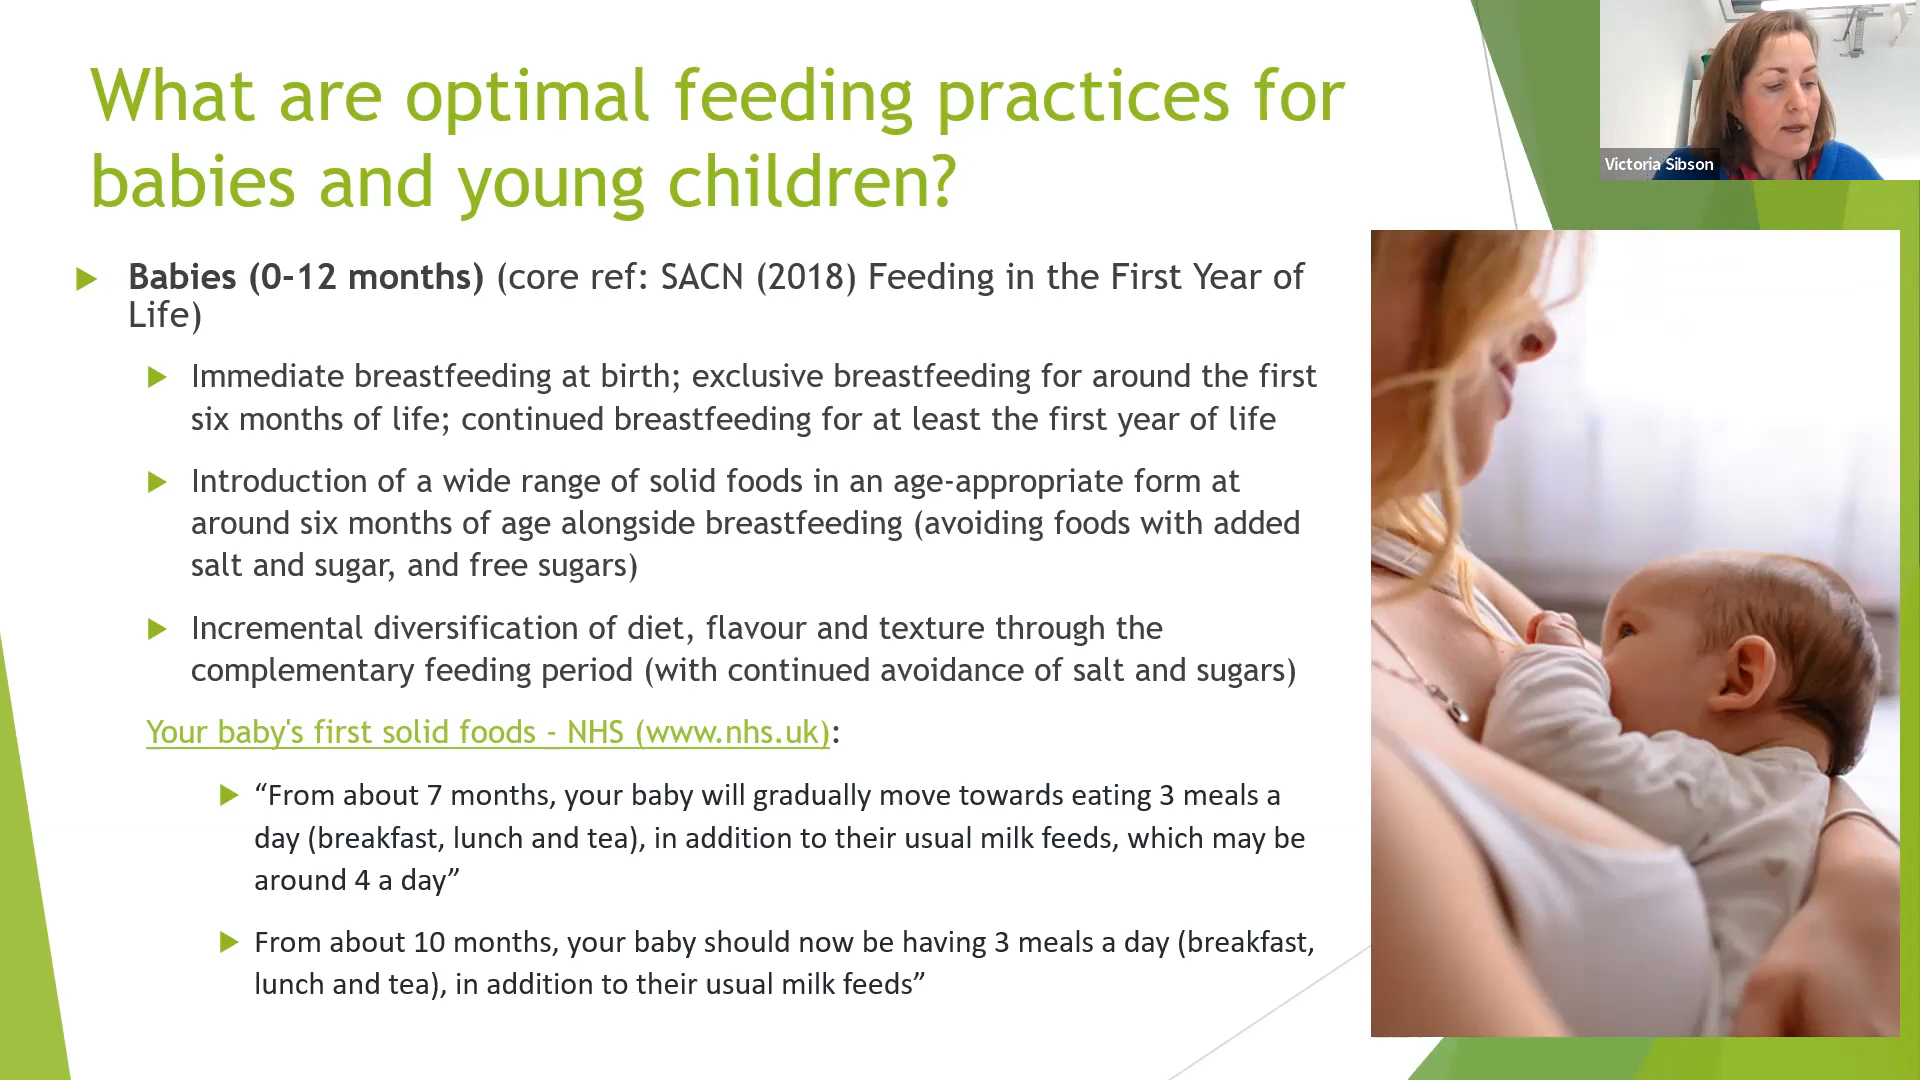 What are optimal feeding practices for
babies and young children?
Victoria Sibson
Babies (0-12 months) (core ref: SACN (2018) Feeding in the First Year of
Life)
Immediate breastfeeding at birth; exclusive breastfeeding for around the first
six months of life; continued breastfeeding for at least the first year of life
Introduction of a wide range of solid foods in an age-appropriate form at
around six months of age alongside breastfeeding (avoiding foods with added
salt and sugar, and free sugars)
Incremental diversification of diet, flavour and texture through the
complementary feeding period (with continued avoidance of salt and sugars)
Your baby's first solid foods - NHS (www.nhs.uk):
“From about 7 months, your baby will gradually move towards eating 3 meals a
day (breakfast, lunch and tea), in addition to their usual milk feeds, which may be
around 4 a day”
From about 10 months, your baby should now be having 3 meals a day (breakfast,
lunch and tea), in addition to their usual milk feeds”